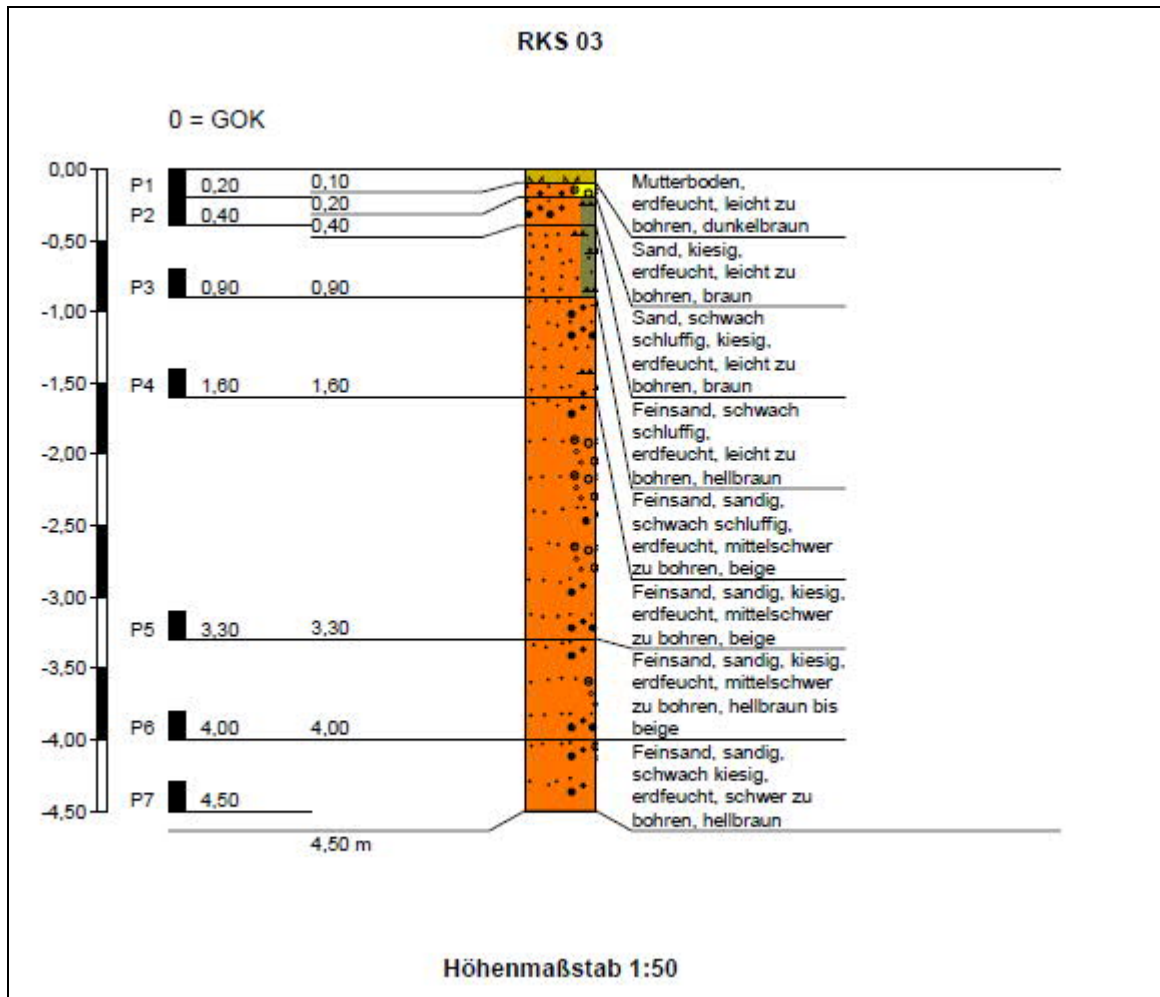 RKS 03
0 = GOK
0,00
-0,50
-1,00
-1,50
-2,00
-2,50
-3,00
-3,50
-4,00
-4,50
P1
0,20
0,10
0,20
P2
0,40
0,40
P3
0,90
0,90
P4
1,60
1,60
P5
3,30
3,30
P6
4,00
4,00
P7
4,50
4,50 m
Mutterboden,
erdfeucht, leicht zu
bohren, dunkelbraun
Sand, kiesig,
erdfeucht, leicht zu
bohren, braun
Sand, schwach
schluffig, kiesig,
erdfeucht, leicht zu
bohren, braun
Feinsand, schwach
schluffig,
erdfeucht, leicht zu
bohren, hellbraun
Feinsand, sandig,
schwach schluffig,
erdfeucht, mittelschwer
zu bohren, beige
Feinsand, sandig, kiesig,
erdfeucht, mittelschwer
zu bohren, beige
Feinsand, sandig, kiesig,
erdfeucht, mittelschwer
zu bohren, hellbraun bis
beige
Feinsand, sandig,
schwach kiesig,
erdfeucht, schwer zu
bohren, hellbraun
Höhenmaßstab 1:50